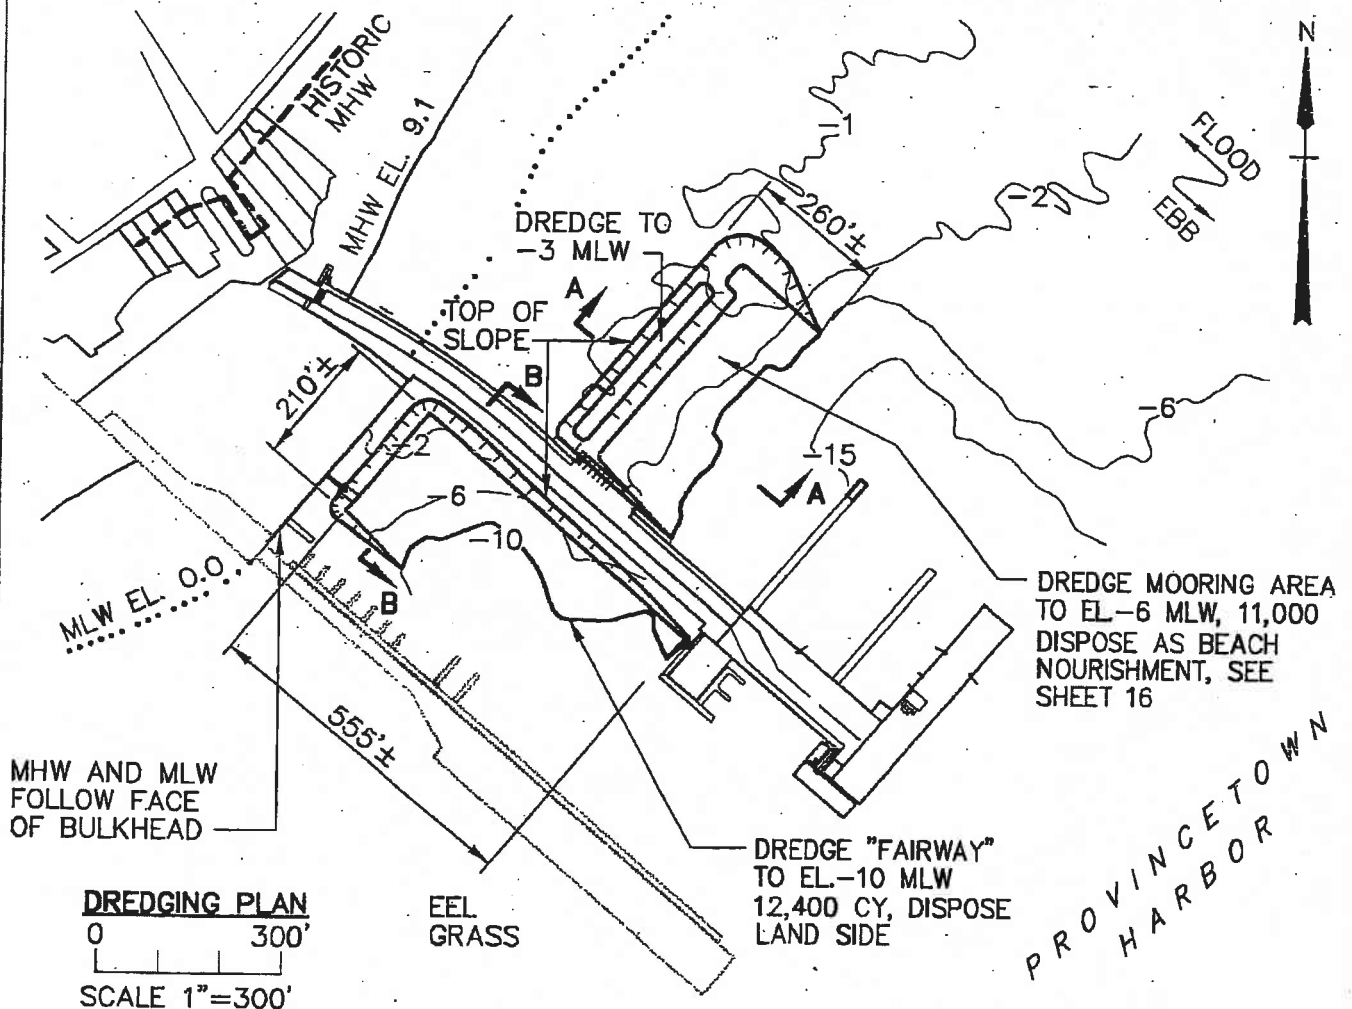 HISTORIC
MHW
MHW EL. 9.1
N
FLOOD
EBB
-1
-2
260'±
DREDGE TO
-3 MLW
A
TOP OF
SLOPE
B
210'±
-2
-6
-10
-6
-15
A
B
MLW EL. 0.0
DREDGE MOORING AREA
TO EL.-6 MLW, 11,000
DISPOSE AS BEACH
NOURISHMENT, SEE
SHEET 16
555'±
MHW AND MLW
FOLLOW FACE
OF BULKHEAD
DREDGE "FAIRWAY"
TO EL.-10 MLW
12,400 CY, DISPOSE
LAND SIDE
EEL
GRASS
PROVINCETOWN
HARBOR
DREDGING PLAN
0 300'
SCALE 1"=300'